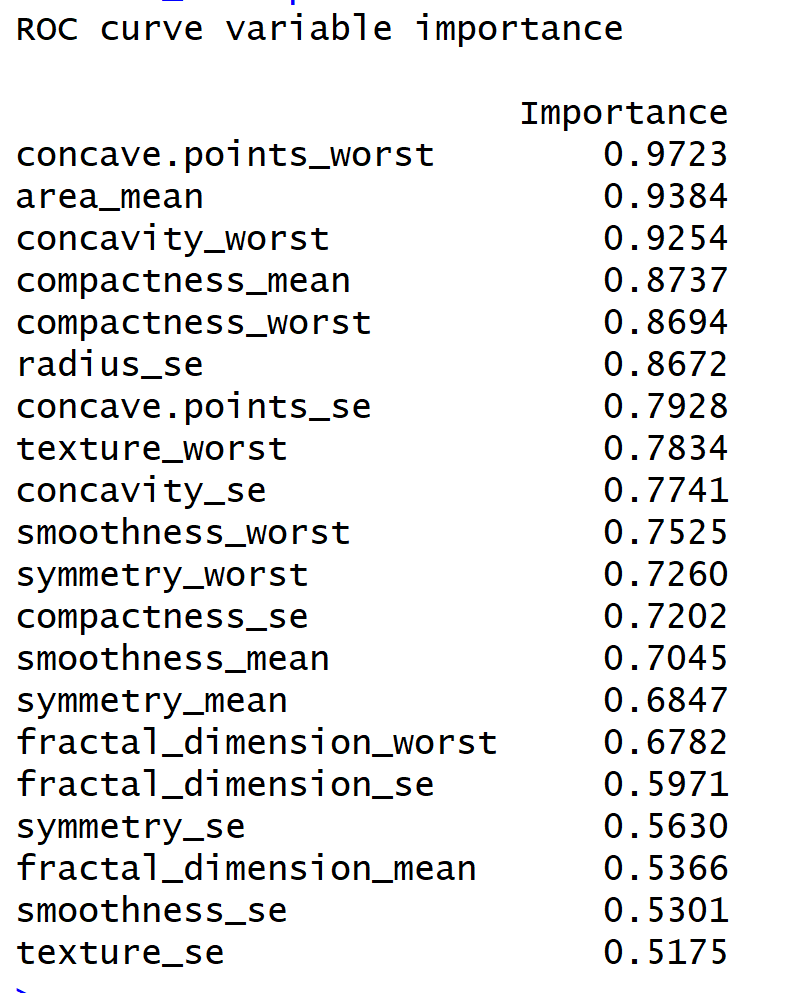 ROC curve variable importance
Importance
concave.points_worst 0.9723
area_mean 0.9384
concavity_worst 0.9254
compactness_mean 0.8737
compactness_worst 0.8694
radius_se 0.8672
concave.points_se 0.7928
texture_worst 0.7834
concavity_se 0.7741
smoothness_worst 0.7525
symmetry_worst 0.7260
compactness_se 0.7202
smoothness_mean 0.7045
symmetry_mean 0.6847
fractal_dimension_worst 0.6782
fractal_dimension_se 0.5971
symmetry_se 0.5630
fractal_dimension_mean 0.5366
smoothness_se 0.5301
texture_se 0.5175